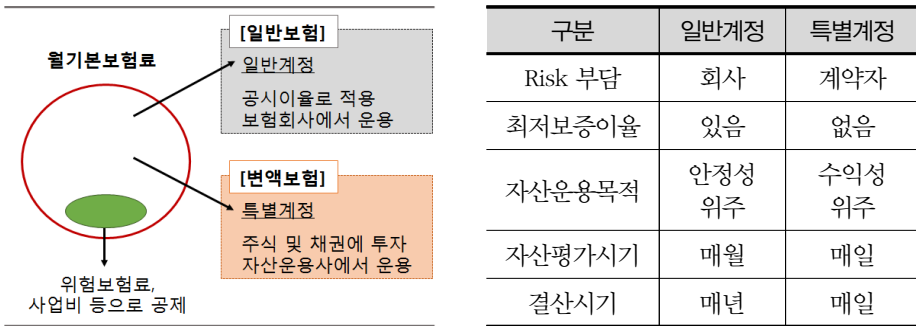 월기본보험료
[일반보험]
일반계정
공시이율로 적용
보험회사에서 운용
[변액보험]
특별계정
주식 및 채권에 투자
자산운용사에서 운용
위험보험료,
사업비 등으로 공제
구분 일반계정 특별계정
Risk 부담 회사 계약자
최저보증이율 있음 없음
자산운용목적 안정성 위주 수익성 위주
자산평가시기 매월 매일
결산시기 매년 매일